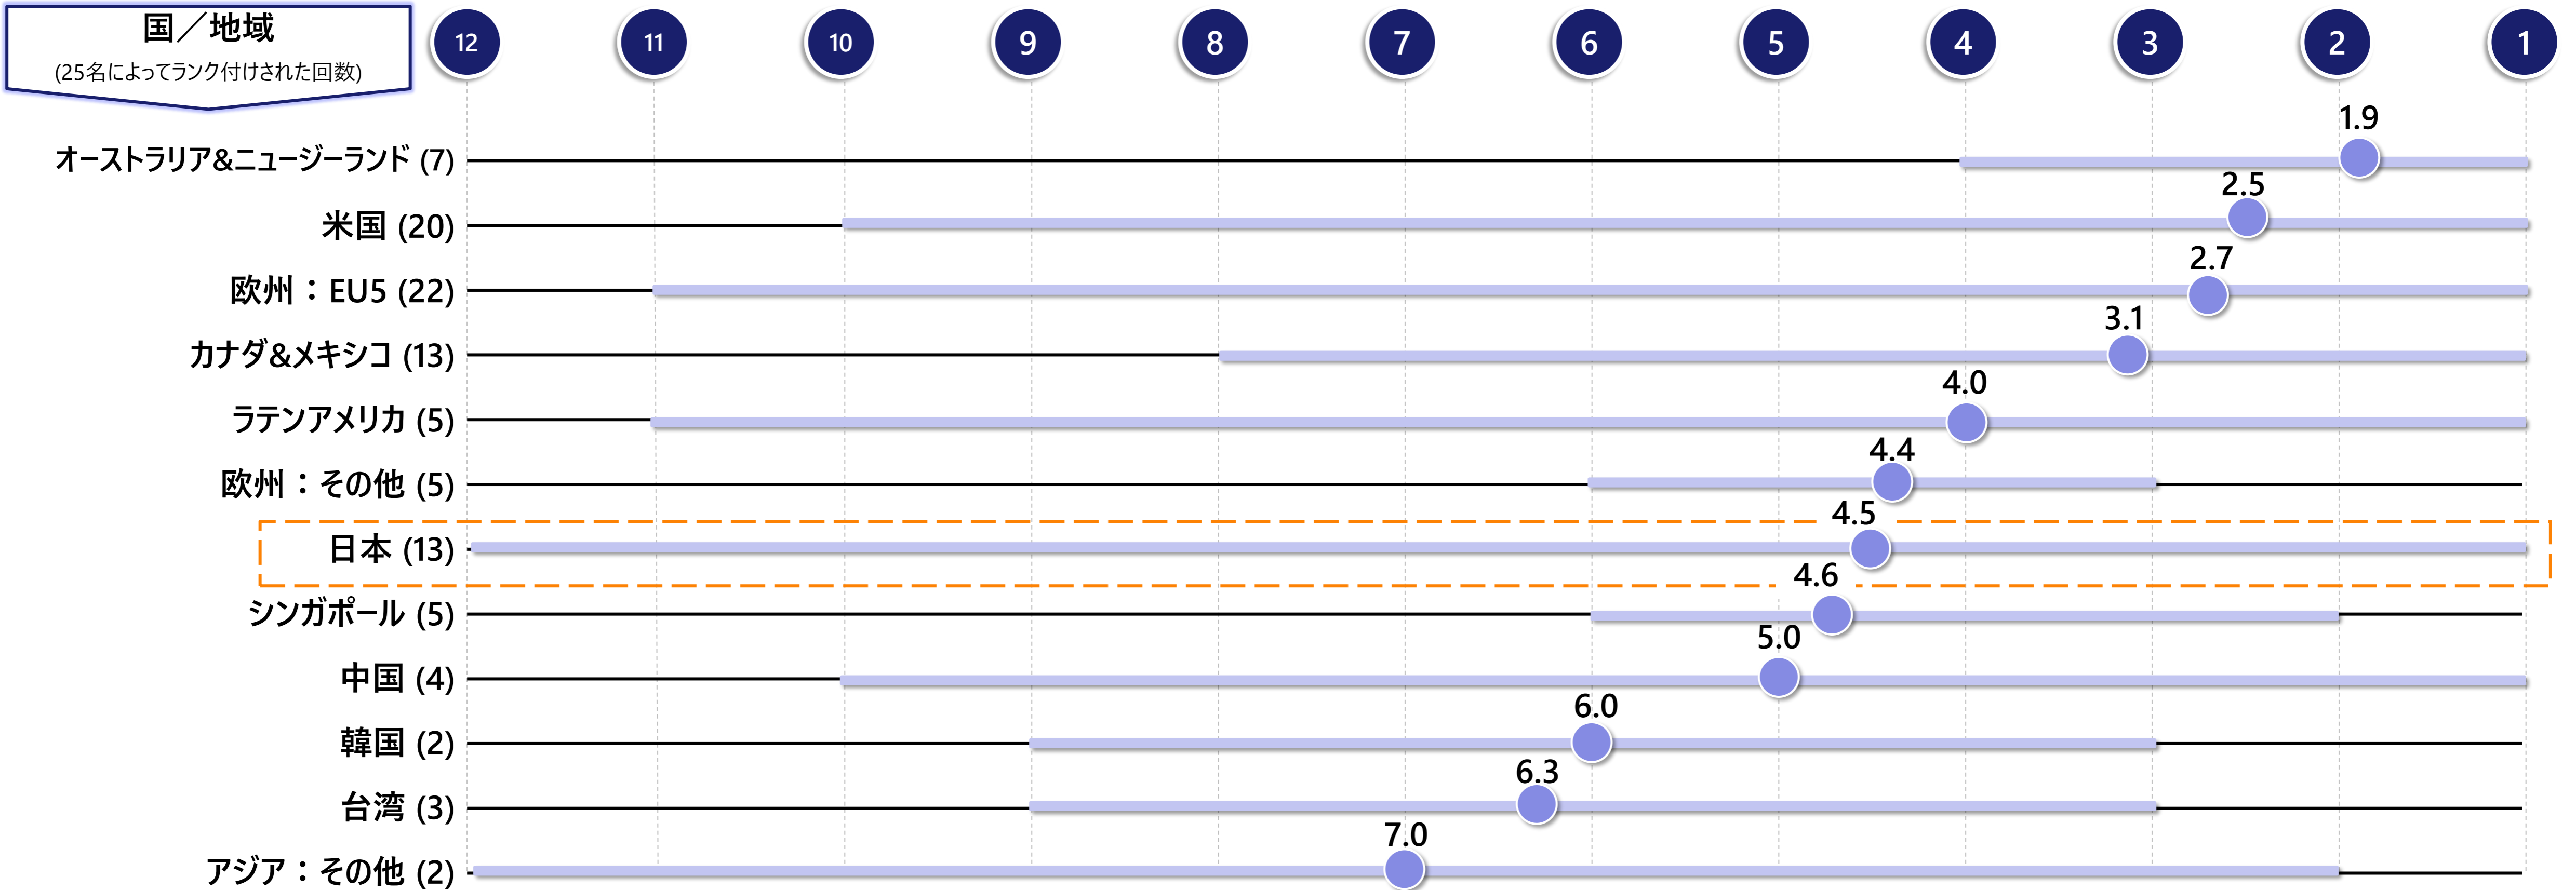 国／地域
(25名によってランク付けされた回数)
12 11 10 9 8 7 6 5 4 3 2 1
1.9
オーストラリア&ニュージーランド (7)
2.5
米国 (20)
2.7
欧州：EU5 (22)
3.1
カナダ&メキシコ (13)
4.0
ラテンアメリカ (5)
4.4
欧州：その他 (5)
4.5
日本 (13)
4.6
シンガポール (5)
5.0
中国 (4)
6.0
韓国 (2)
6.3
台湾 (3)
7.0
アジア：その他 (2)